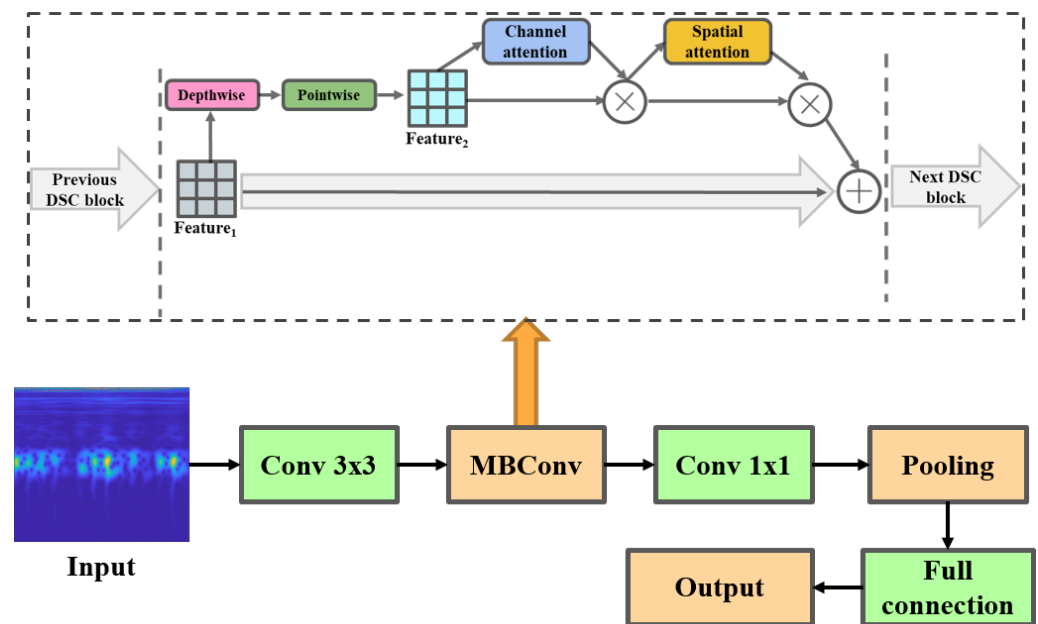 Channel
attention
Spatial
attention
Depthwise
Pointwise
Feature2
Previous
DSC block
Feature1
Next DSC
block
Input
Conv 3x3
MBConv
Conv 1x1
Pooling
Full
connection
Output